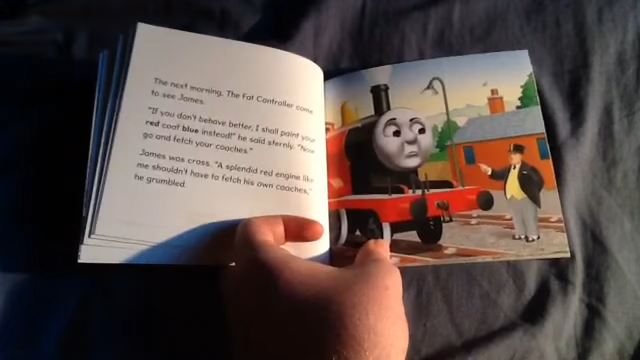 The next morning, The Fat Controller came
to see James.
"If you don't behave better, I shall paint your
red coat blue instead!" he said sternly. "Now
go and fetch your coaches."
James was cross. "A splendid red engine like
me shouldn't have to fetch his own coaches,"
he grumbled.